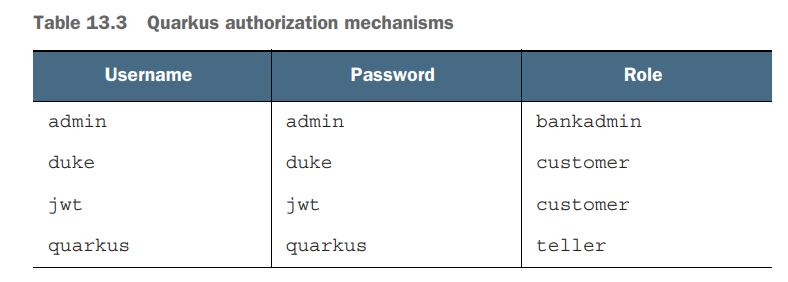 Table 13.3 Quarkus authorization mechanisms
Username Password Role
admin admin bankadmin
duke duke customer
jwt jwt customer
quarkus quarkus teller